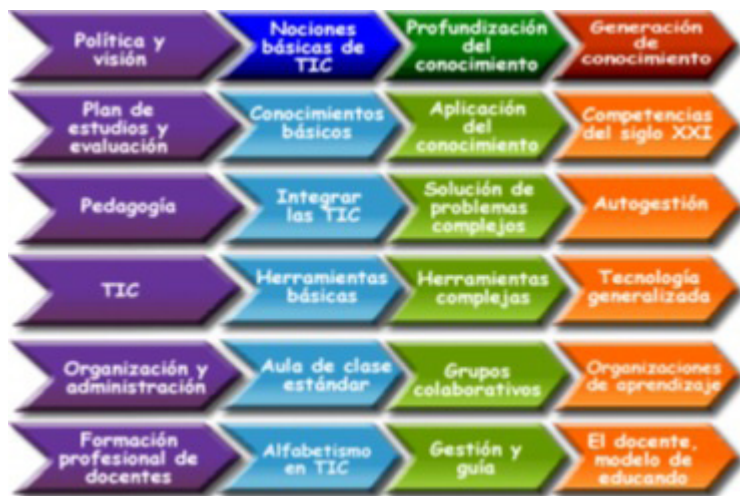 Política y
visión
Nociones
básicas de
TIC
Profundización
del
conocimiento
Generación
de
conocimiento
Plan de
estudios y
evaluación
Conocimientos
básicos
Aplicación
del
conocimiento
Competencias
del siglo XXI
Pedagogía
Integrar
las TIC
Solución de
problemas
complejos
Autogestión
TIC
Herramientas
básicas
Herramientas
complejas
Tecnología
generalizada
Organización y
administración
Aula de clase
estándar
Grupos
colaborativos
Organizaciones
de aprendizaje
Formación
profesional de
docentes
Alfabetismo
en TIC
Gestión y
guía
El docente,
modelo de
educando